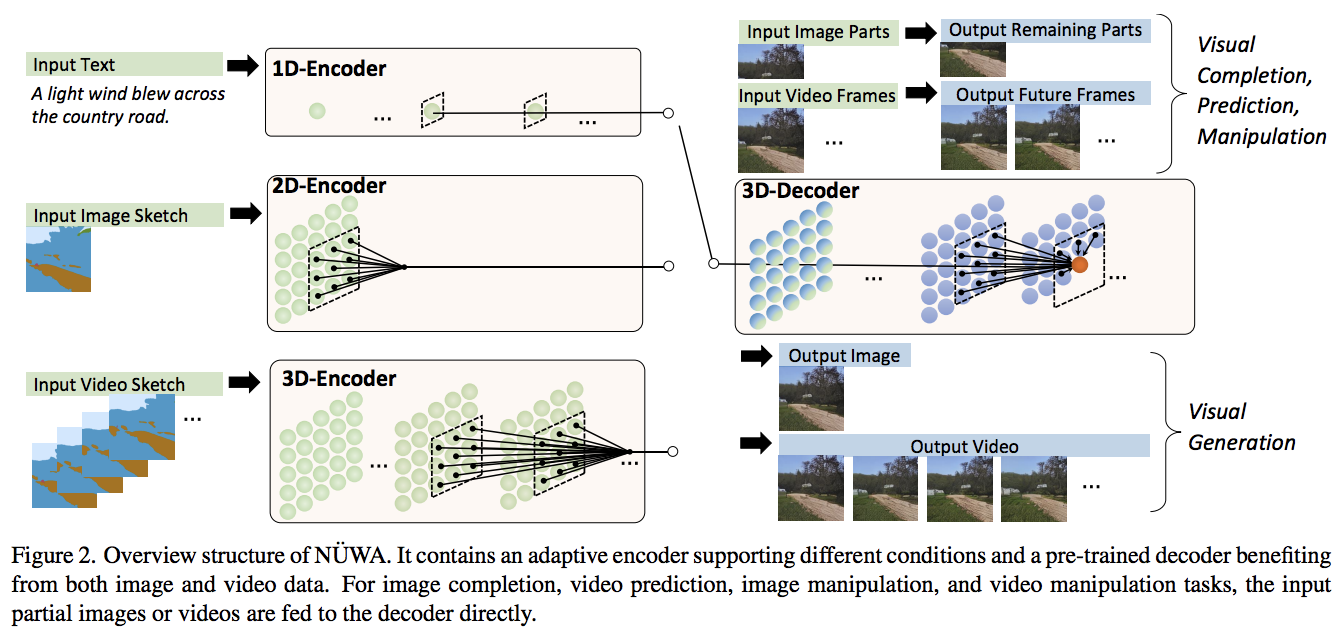 Input Text
A light wind blew across
the country road.
1D-Encoder
...
...
Input Image Sketch
2D-Encoder
Input Video Sketch
...
3D-Encoder
...
...
Input Image Parts
Output Remaining Parts
Input Video Frames
Output Future Frames
...
...
Visual
Completion,
Prediction,
Manipulation
3D-Decoder
...
...
Output Image
Output Video
...
Visual
Generation
Figure 2. Overview structure of NÜWA. It contains an adaptive encoder supporting different conditions and a pre-trained decoder benefiting
from both image and video data. For image completion, video prediction, image manipulation, and video manipulation tasks, the input
partial images or videos are fed to the decoder directly.